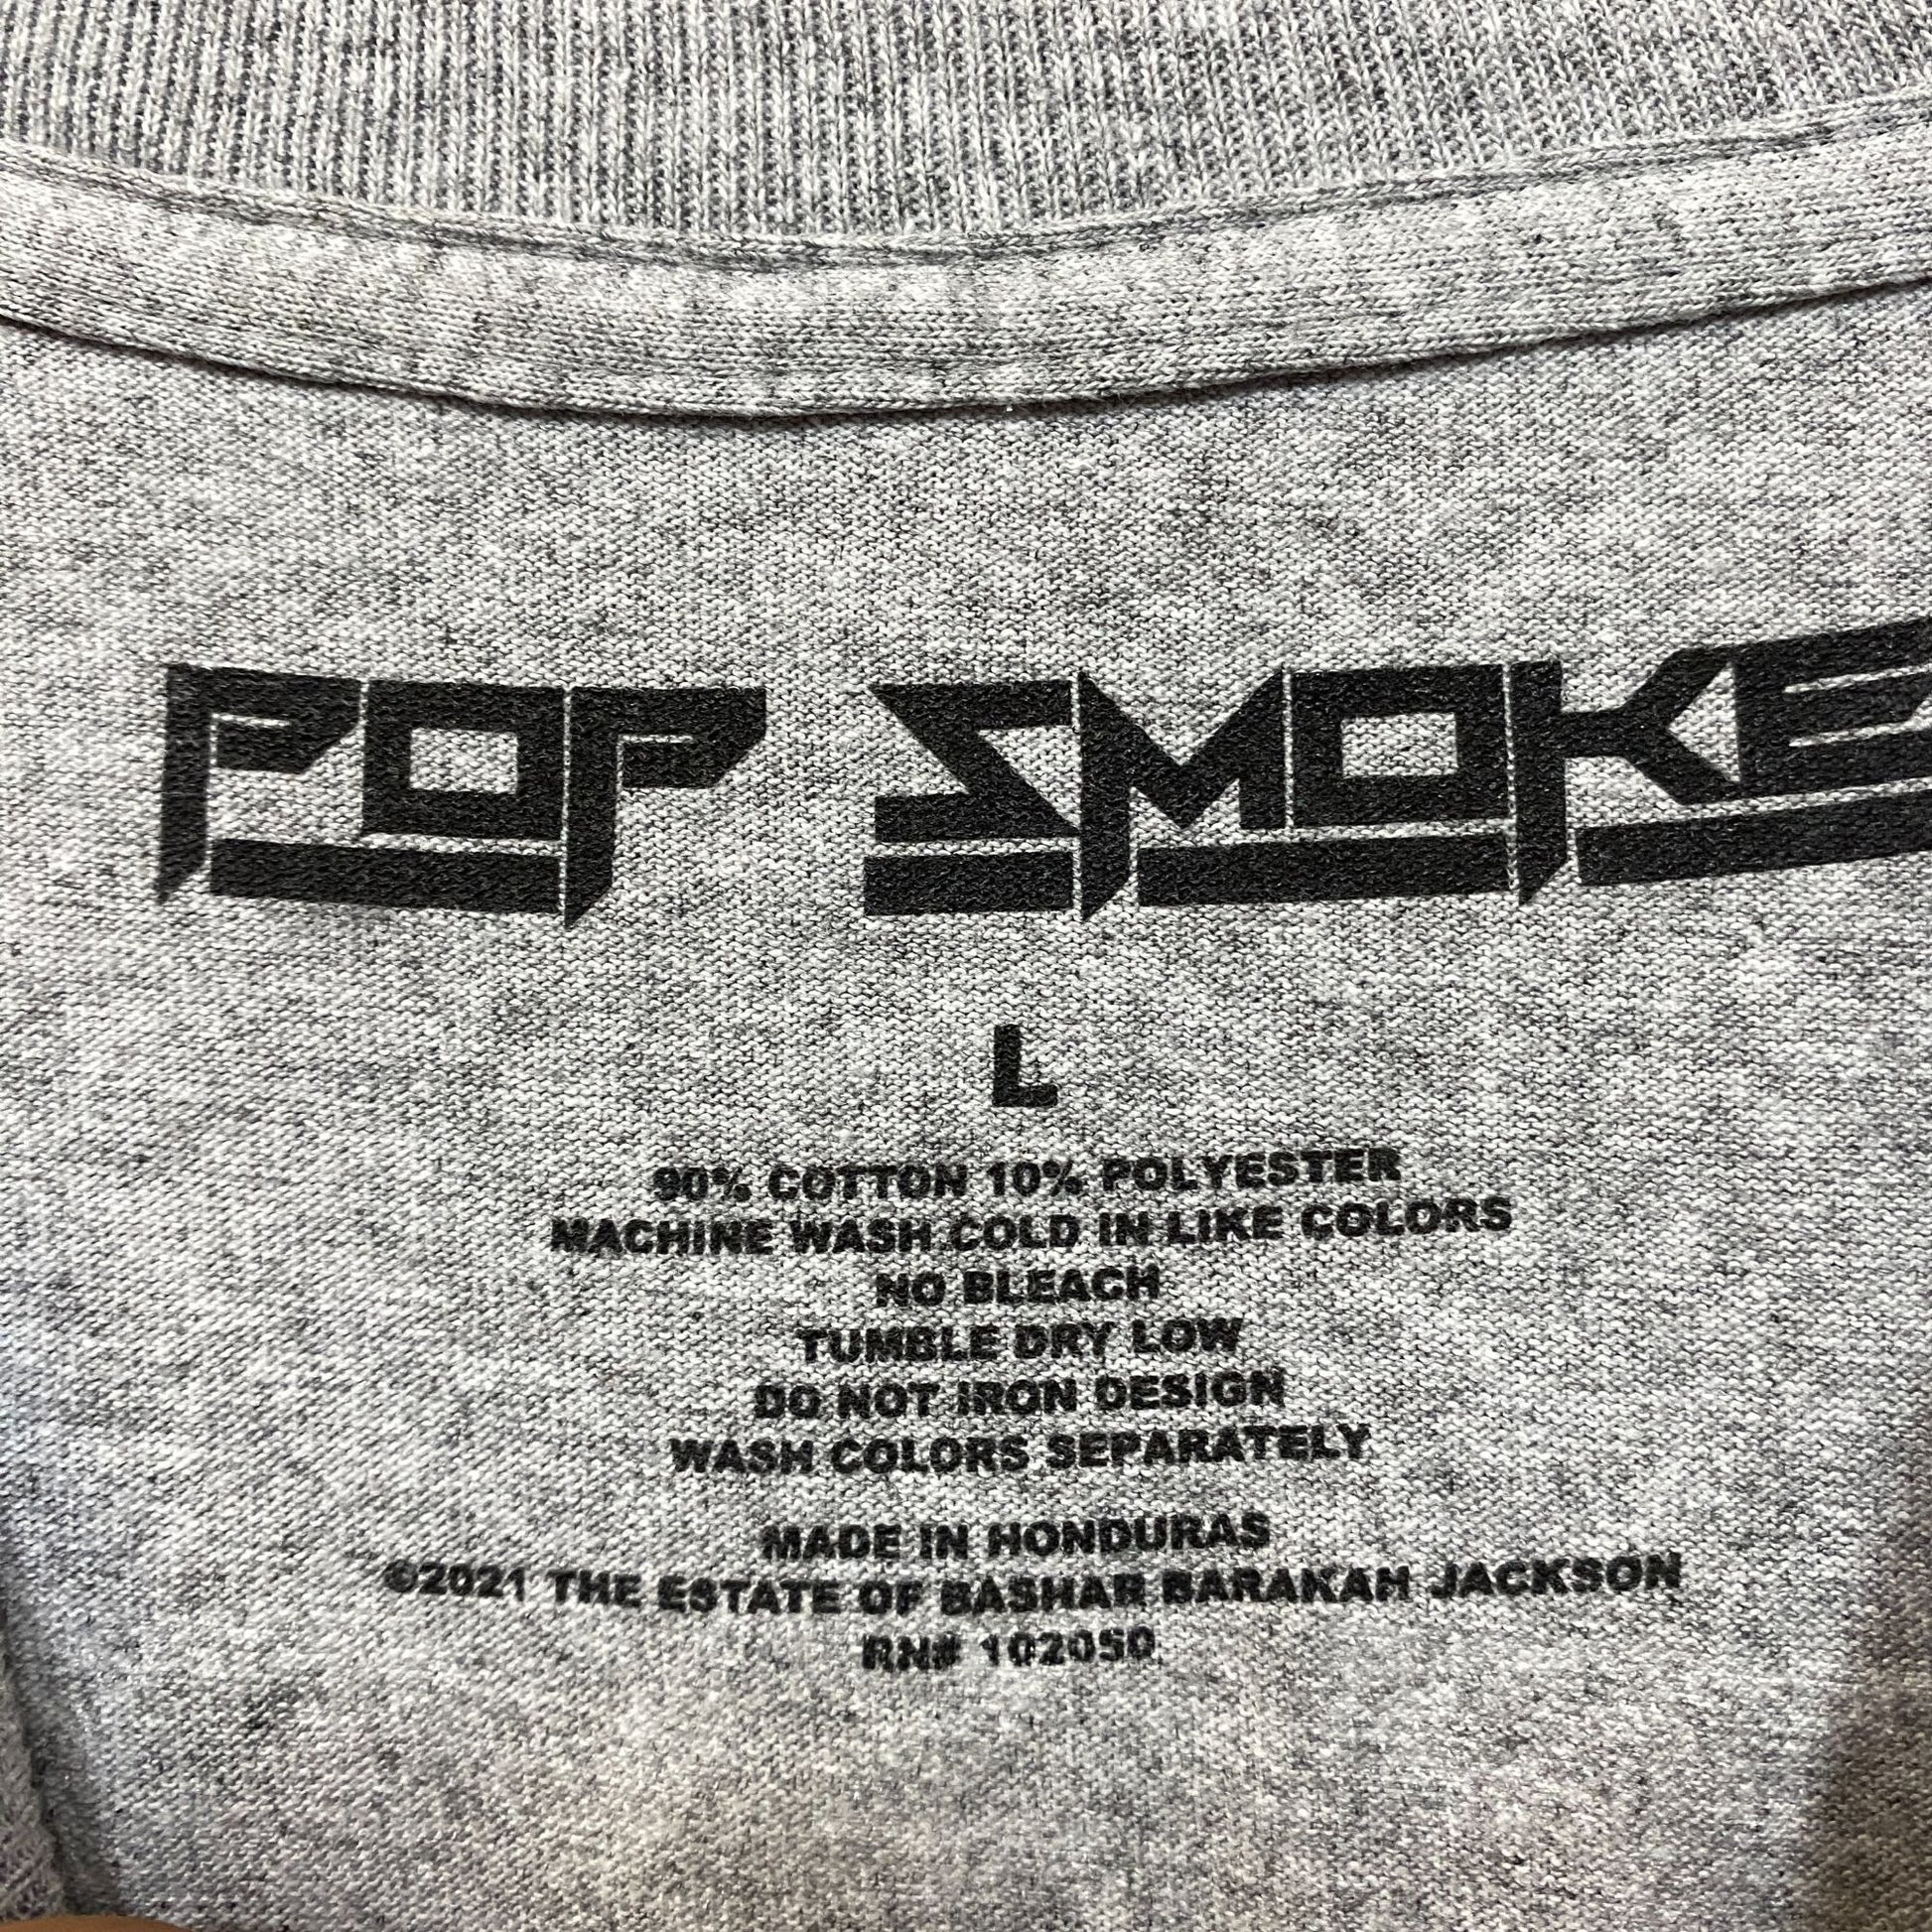 POP SMOKE
L
90% COTTON 10% POLYESTER
MACHINE WASH COLD IN LIKE COLORS
NO BLEACH
TUMBLE DRY LOW
DO NOT IRON DESIGN
WASH COLORS SEPARATELY
MADE IN HONDURAS
©2021 THE ESTATE OF BASHAR BARAKAH JACKSON
RN# 102050